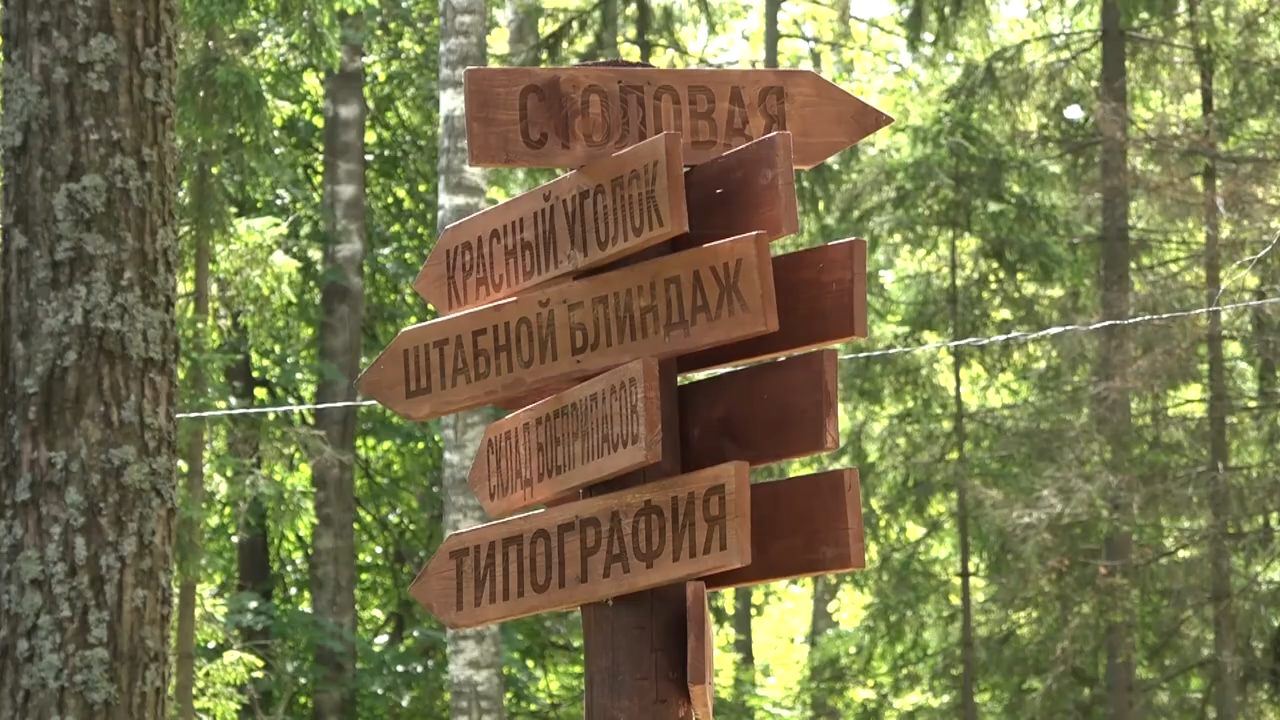 СТОЛОВАЯ
КРАСНЫЙ УГОЛОК
ШТАБНОЙ БЛИНДАЖ
СКЛАД БОЕПРИПАСОВ
ТИПОГРАФИЯ